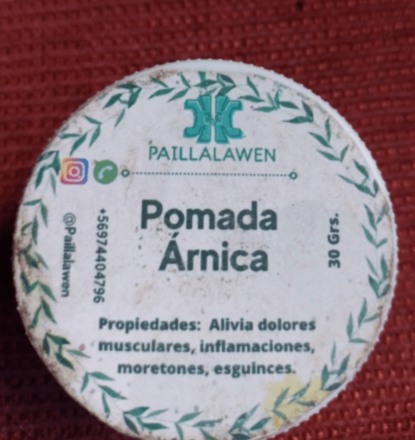 PAILLALAWEN
Pomada
Árnica
30 Grs.
+56974404796
@Paillalawen
Propiedades: Alivia dolores
musculares, inflamaciones,
moretones, esguinces.